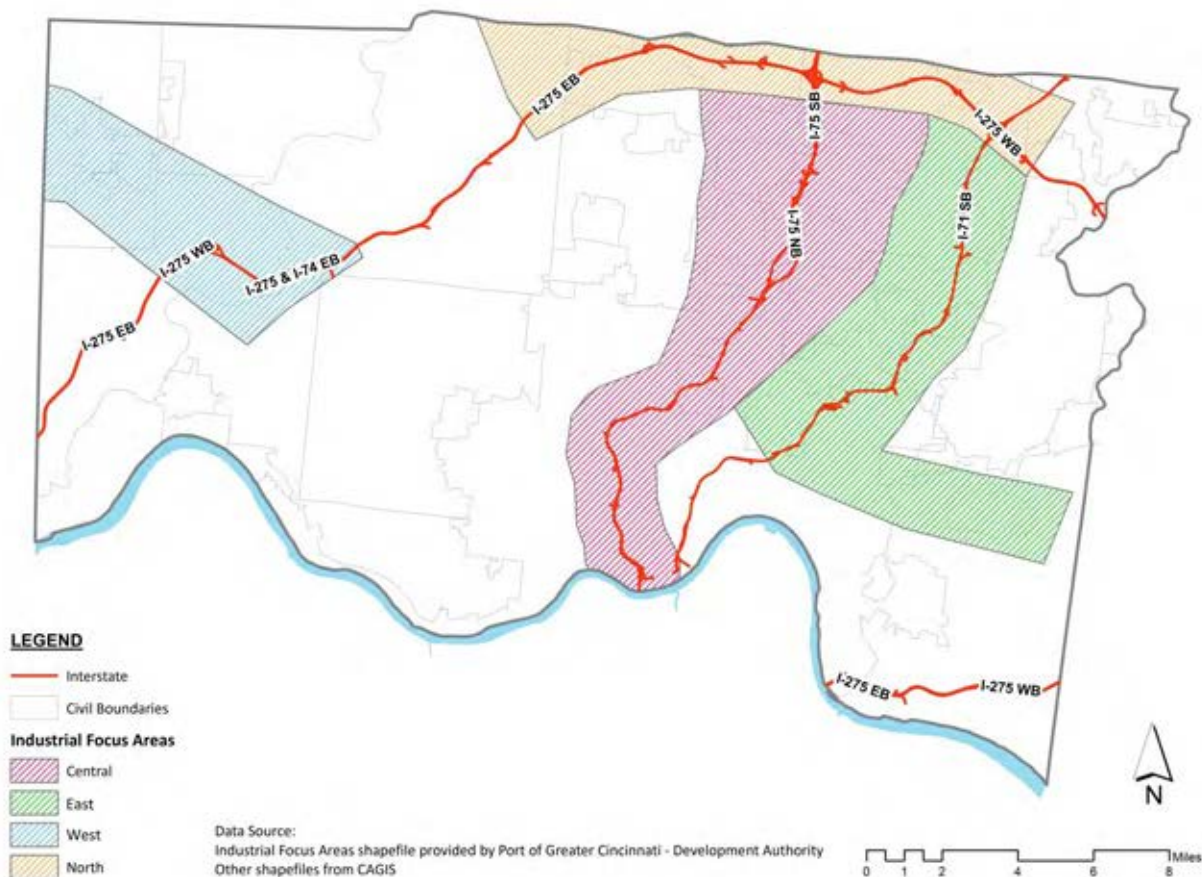 I-275 EB
I-75 SB
I-275 WB
I-71 SB
I-75 NB
I-275 WB
I-275 & I-74 EB
I-275 EB
I-275 EB
I-275 WB
LEGEND
Interstate
Civil Boundaries
Industrial Focus Areas
Central
East
West
North
Data Source:
Industrial Focus Areas shapefile provided by Port of Greater Cincinnati - Development Authority
Other shapefiles from CAGIS
N
Miles
0 1 2 4 6 8